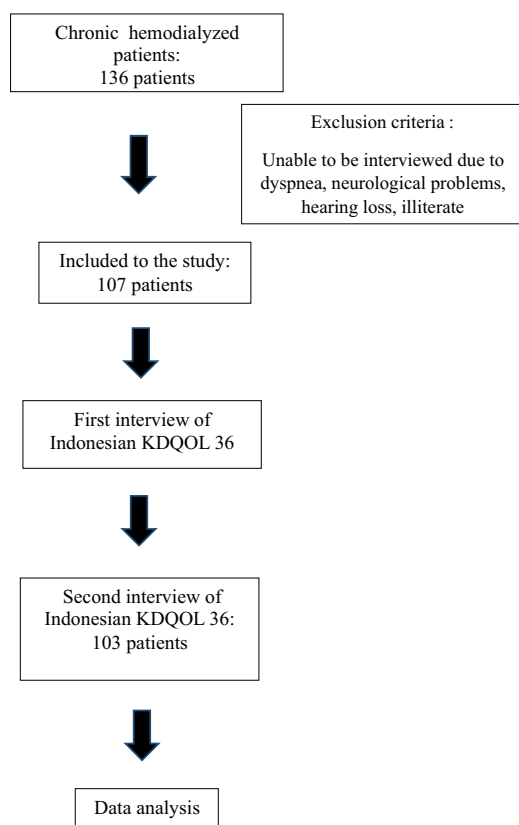 Chronic hemodialyzed
patients:
136 patients
Exclusion criteria :
Unable to be interviewed due to
dyspnea, neurological problems,
hearing loss, illiterate
Included to the study:
107 patients
First interview of
Indonesian KDQOL 36
Second interview of
Indonesian KDQOL 36:
103 patients
Data analysis